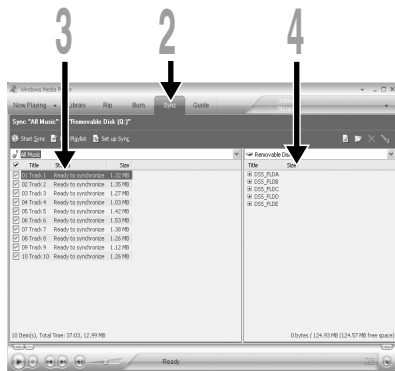 3 2 4
Windows Media Player
Now Playing Library Rip Burn Sync Guide
Sync "All Music" "Removable Disk (Q:)"
Start Sync Playlist Set up Sync
All Music Removable Disk
Title Size Title Size
01 Track 1 Ready to synchronize 1.32 MB DSS_FLDA
02 Track 2 Ready to synchronize 1.35 MB DSS_FLDB
03 Track 3 Ready to synchronize 1.27 MB DSS_FLDC
04 Track 4 Ready to synchronize 1.03 MB DSS_FLDD
05 Track 5 Ready to synchronize 1.42 MB DSS_FLDE
06 Track 6 Ready to synchronize 1.53 MB
07 Track 7 Ready to synchronize 1.38 MB
08 Track 8 Ready to synchronize 1.26 MB
09 Track 9 Ready to synchronize 1.12 MB
10 Track 10 Ready to synchronize 1.26 MB
10 Item(s), Total Time: 37:03, 12.99 MB 0 bytes / 124.93 MB (124.57 MB free space)
Ready